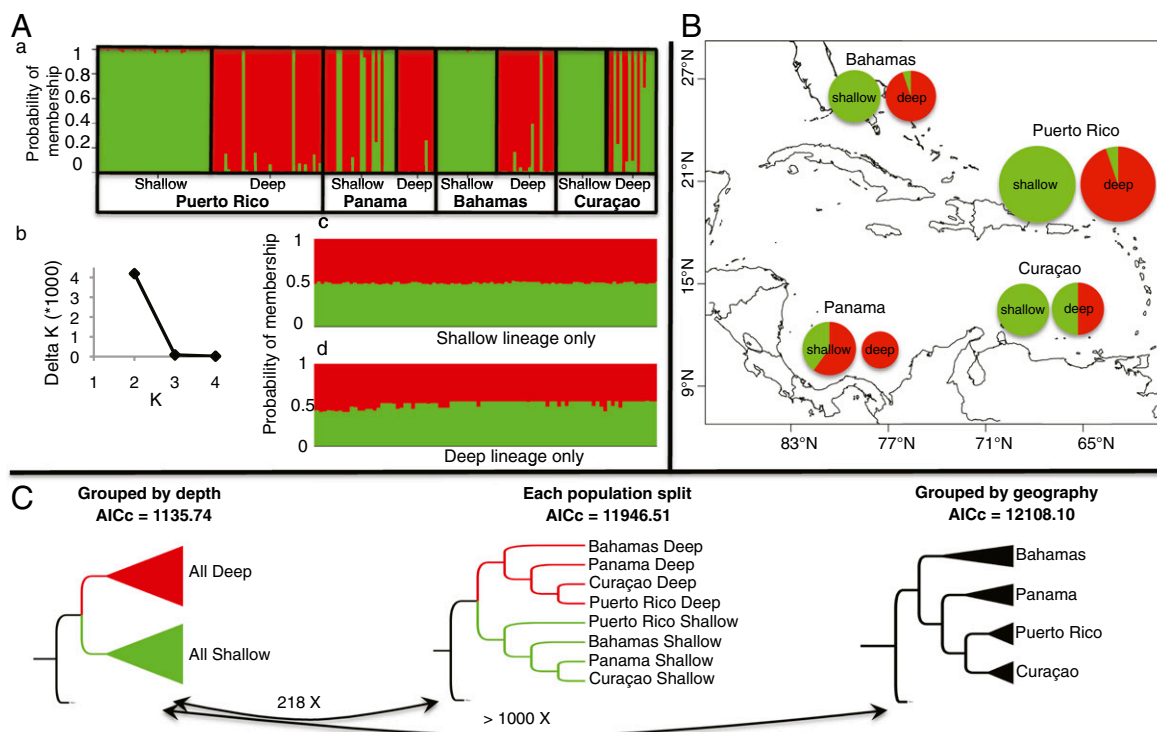 A
a
Probability of
membership
1
0.8
0.6
0.4
0.2
0
Shallow Deep Shallow Deep Shallow Deep Shallow Deep
Puerto Rico Panama Bahamas Curaçao
b
Delta K (*1000)
4
3
2
1
0
1 2 3 4
K
c
Probability of membership
1
0.5
0
Shallow lineage only
d
1
0.5
0
Deep lineage only
B
27°N
21°N
15°N
9°N
83°N 77°N 71°N 65°N
Bahamas
shallow deep
Puerto Rico
shallow deep
Curaçao
shallow deep
Panama
shallow deep
C
Grouped by depth
AICc = 1135.74
All Deep
All Shallow
Each population split
AICc = 11946.51
Bahamas Deep
Panama Deep
Curaçao Deep
Puerto Rico Deep
Puerto Rico Shallow
Bahamas Shallow
Panama Shallow
Curaçao Shallow
Grouped by geography
AICc = 12108.10
Bahamas
Panama
Puerto Rico
Curaçao
218 X
> 1000 X